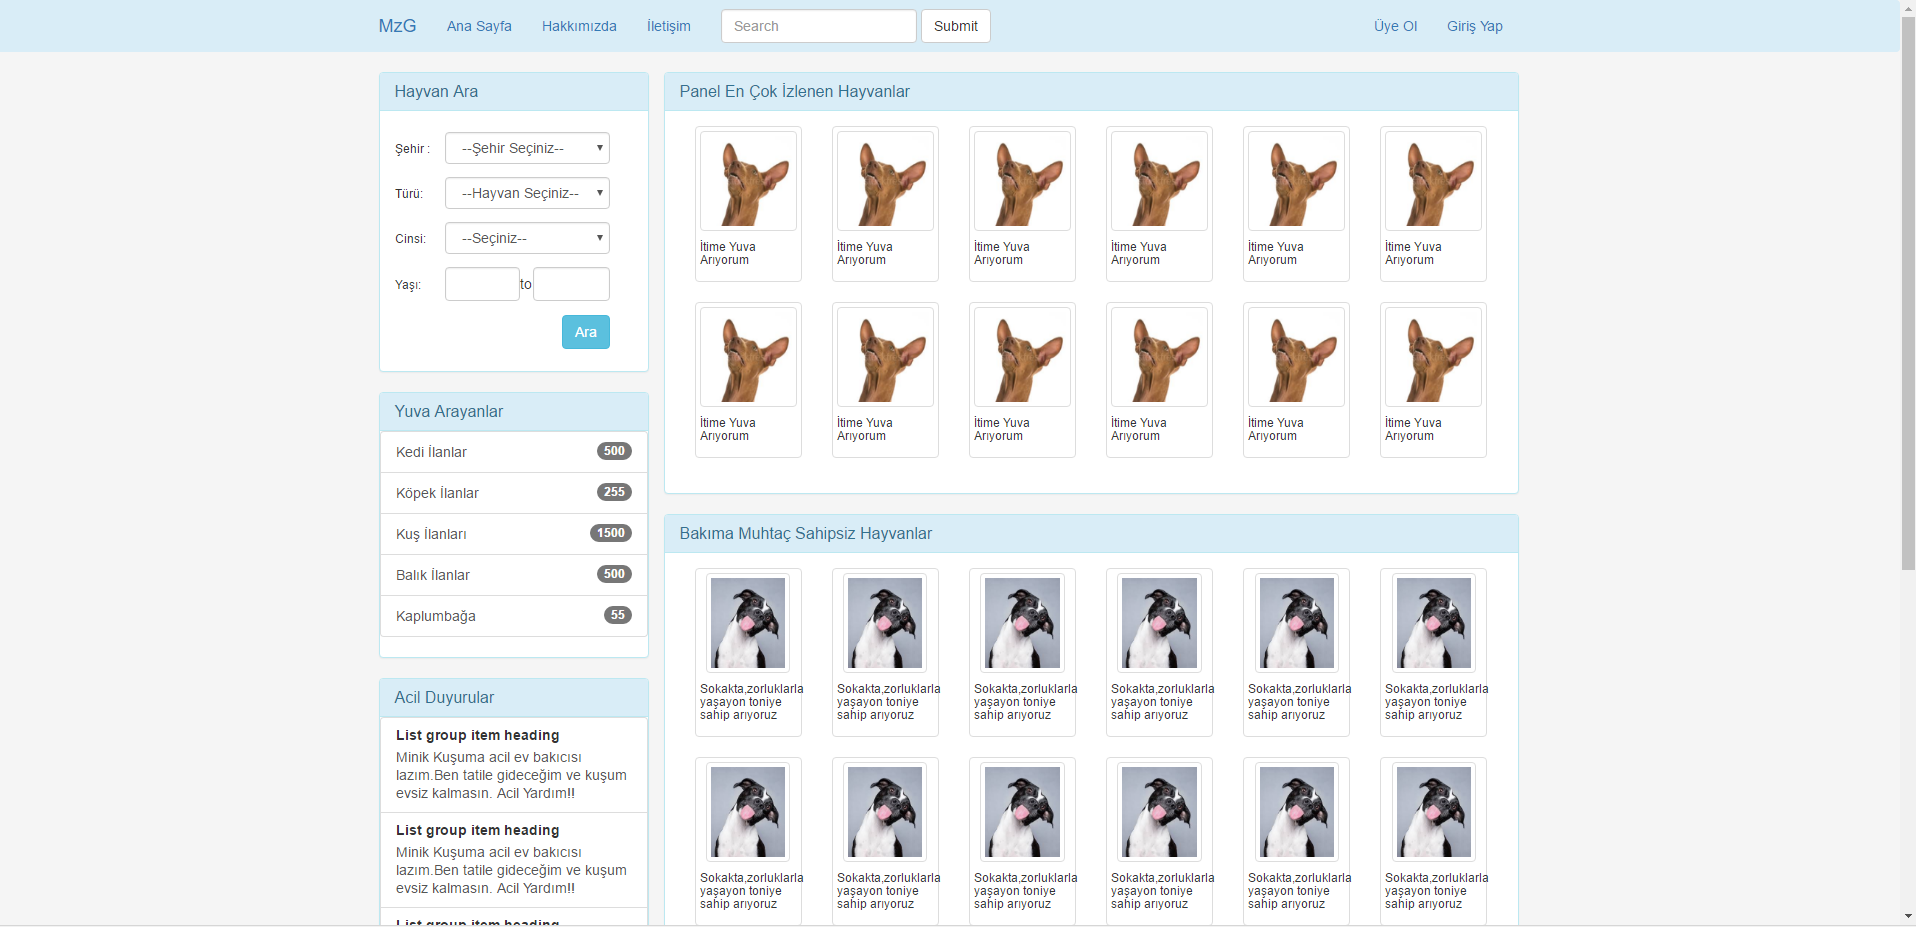 MzG Ana Sayfa Hakkımızda İletişim Search Submit Üye Ol Giriş Yap
Hayvan Ara
Şehir : --Şehir Seçiniz--
Türü: --Hayvan Seçiniz--
Cinsi: --Seçiniz--
Yaşı: to
Ara
Yuva Arayanlar
Kedi İlanlar 500
Köpek İlanlar 255
Kuş İlanları 1500
Balık İlanlar 500
Kaplumbağa 55
Acil Duyurular
List group item heading
Minik Kuşuma acil ev bakıcısı
lazım.Ben tatile gideceğim ve kuşum
evsiz kalmasın. Acil Yardım!!
List group item heading
Minik Kuşuma acil ev bakıcısı
lazım.Ben tatile gideceğim ve kuşum
evsiz kalmasın. Acil Yardım!!
List group item heading
Panel En Çok İzlenen Hayvanlar
İtime Yuva İtime Yuva İtime Yuva İtime Yuva İtime Yuva İtime Yuva
Arıyorum Arıyorum Arıyorum Arıyorum Arıyorum Arıyorum
İtime Yuva İtime Yuva İtime Yuva İtime Yuva İtime Yuva İtime Yuva
Arıyorum Arıyorum Arıyorum Arıyorum Arıyorum Arıyorum
Bakıma Muhtaç Sahipsiz Hayvanlar
Sokakta,zorluklarla Sokakta,zorluklarla Sokakta,zorluklarla Sokakta,zorluklarla Sokakta,zorluklarla Sokakta,zorluklarla
yaşayon toniye yaşayon toniye yaşayon toniye yaşayon toniye yaşayon toniye yaşayon toniye
sahip arıyoruz sahip arıyoruz sahip arıyoruz sahip arıyoruz sahip arıyoruz sahip arıyoruz
Sokakta,zorluklarla Sokakta,zorluklarla Sokakta,zorluklarla Sokakta,zorluklarla Sokakta,zorluklarla Sokakta,zorluklarla
yaşayon toniye yaşayon toniye yaşayon toniye yaşayon toniye yaşayon toniye yaşayon toniye
sahip arıyoruz sahip arıyoruz sahip arıyoruz sahip arıyoruz sahip arıyoruz sahip arıyoruz